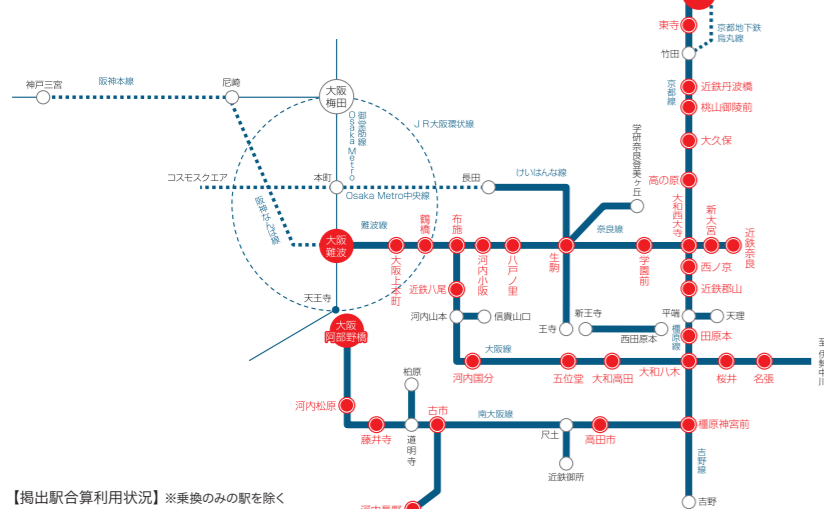 東寺
京都地下鉄
烏丸線
竹田
京都線
近鉄丹波橋
桃山御陵前
大久保
高の原
神戸三宮
阪神本線
尼崎
大阪
梅田
御堂筋線
Osaka Metro
JR大阪環状線
学研奈良登美ヶ丘
コスモスクエア
本町
長田
けいはんな線
Osaka Metro中央線
阪神なんば線
難波線
大阪
難波
大阪上本町
鶴橋
布施
河内小阪
八戸ノ里
生駒
奈良線
学園前
大和西大寺
新大宮
近鉄奈良
西ノ京
近鉄八尾
近鉄郡山
天王寺
河内山本
信貴山口
王寺
新王寺
西田原本
平端
天理
橿原線
田原本
大阪
阿部野橋
大阪線
河内国分
五位堂
大和高田
大和八木
桜井
名張
至
伊勢中川
柏原
河内松原
藤井寺
道明寺
古市
南大阪線
尺土
高田市
橿原神宮前
近鉄御所
吉野線
吉野
河内長野
【掲出駅合算利用状況】※乗換のみの駅を除く